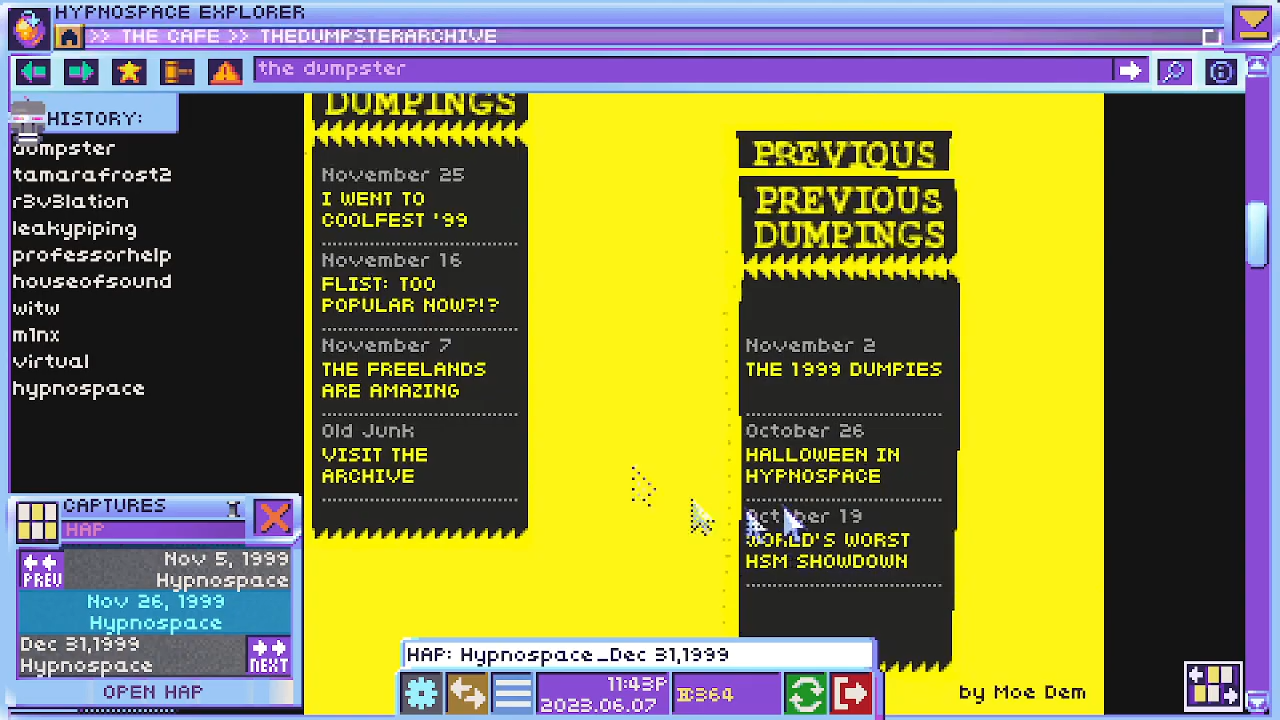 HYPNOSPACE EXPLORER
>> THE CAFE >> THEDUMPSTERARCHIVE
the dumpster
HISTORY:
dumpster
tamarafrost2
r3v3lation
leakypiping
professorhelp
houseofsound
witw
m1nx
virtual
hypnospace
DUMPINGS
November 25
I WENT TO
COOLFEST '99
November 16
FLIST: TOO
POPULAR NOW?!?
November 7
THE FREELANDS
ARE AMAZING
Old Junk
VISIT THE
ARCHIVE
PREVIOUS
PREVIOUS
DUMPINGS
November 2
THE 1999 DUMPIES
October 26
HALLOWEEN IN
HYPNOSPACE
October 19
WORLD'S WORST
HSM SHOWDOWN
by Moe Dem
CAPTURES
HAP
PREV
Nov 5, 1999
Hypnospace
Nov 26, 1999
Hypnospace
Dec 31,1999
Hypnospace
NEXT
OPEN HAP
HAP: Hypnospace_Dec 31,1999
11:43P
2023.06.07
:364